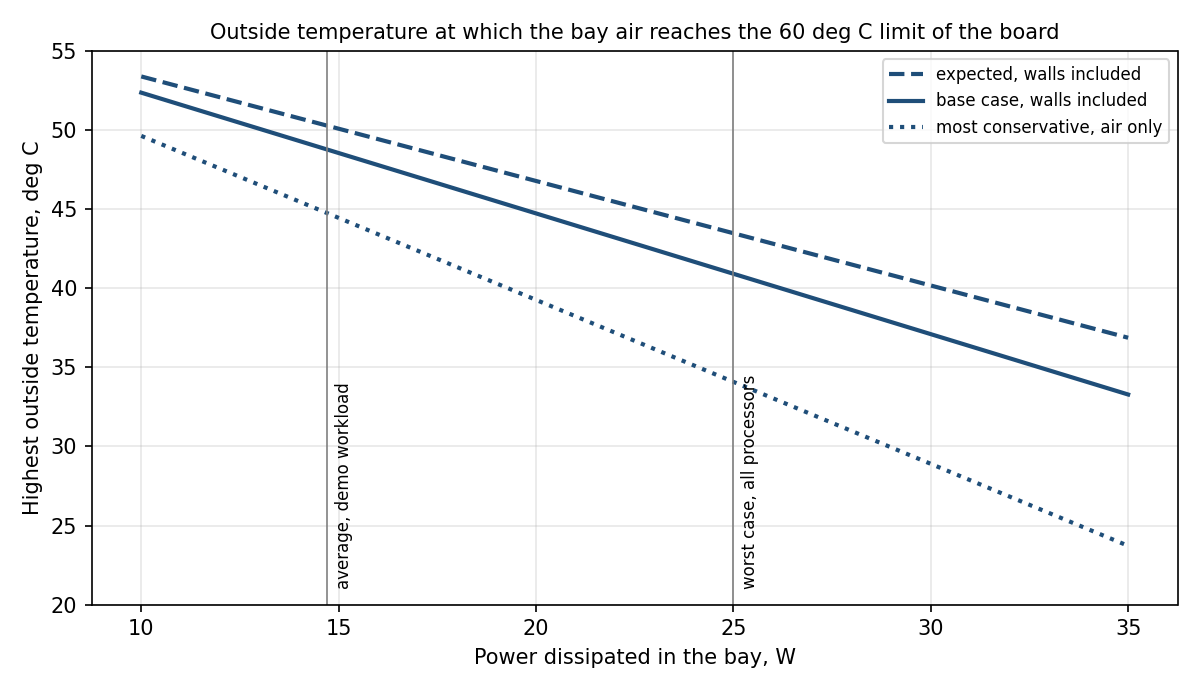 Outside temperature at which the bay air reaches the 60 deg C limit of the board
Highest outside temperature, deg C
55
50
45
40
35
30
25
20
expected, walls included
base case, walls included
most conservative, air only
average, demo workload
worst case, all processors
10
15
20
25
30
35
Power dissipated in the bay, W